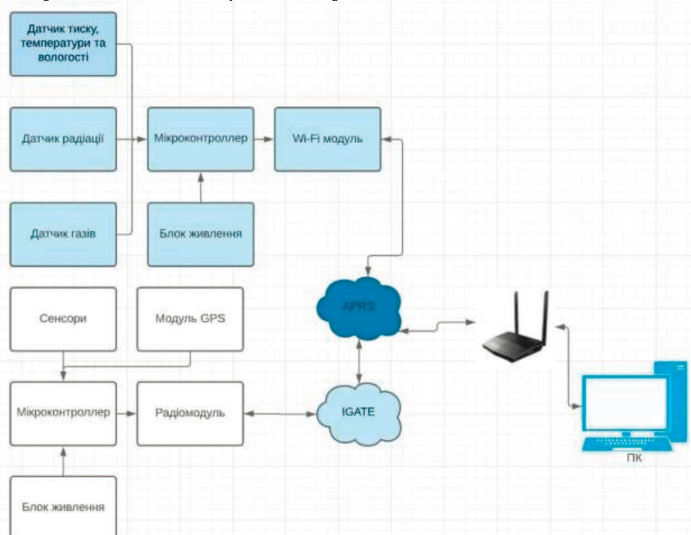 Датчик тиску,
температури та
вологості
Датчик радіації
Мікроконтроллер
Wi-Fi модуль
Датчик газів
Блок живлення
APRS
Сенсори
Модуль GPS
Мікроконтроллер
Радіомодуль
IGATE
ПК
Блок живлення